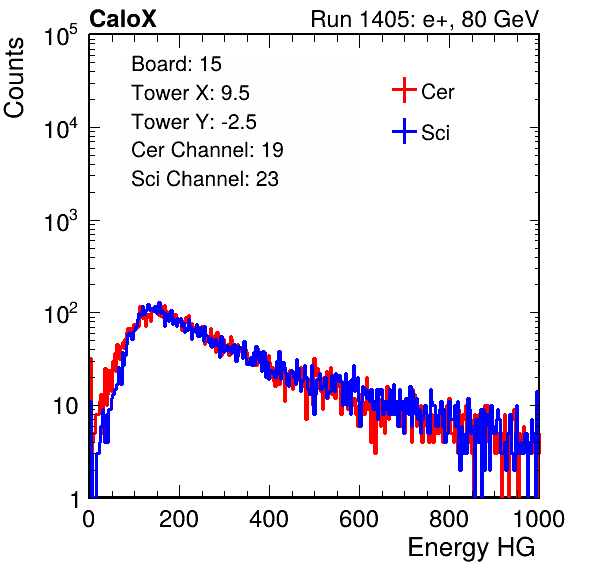 CaloX Run 1405: e+, 80 GeV
Counts
10^5
10^4
10^3
10^2
10
1
Board: 15
Tower X: 9.5
Tower Y: -2.5
Cer Channel: 19
Sci Channel: 23
Cer
Sci
0 200 400 600 800 1000
Energy HG